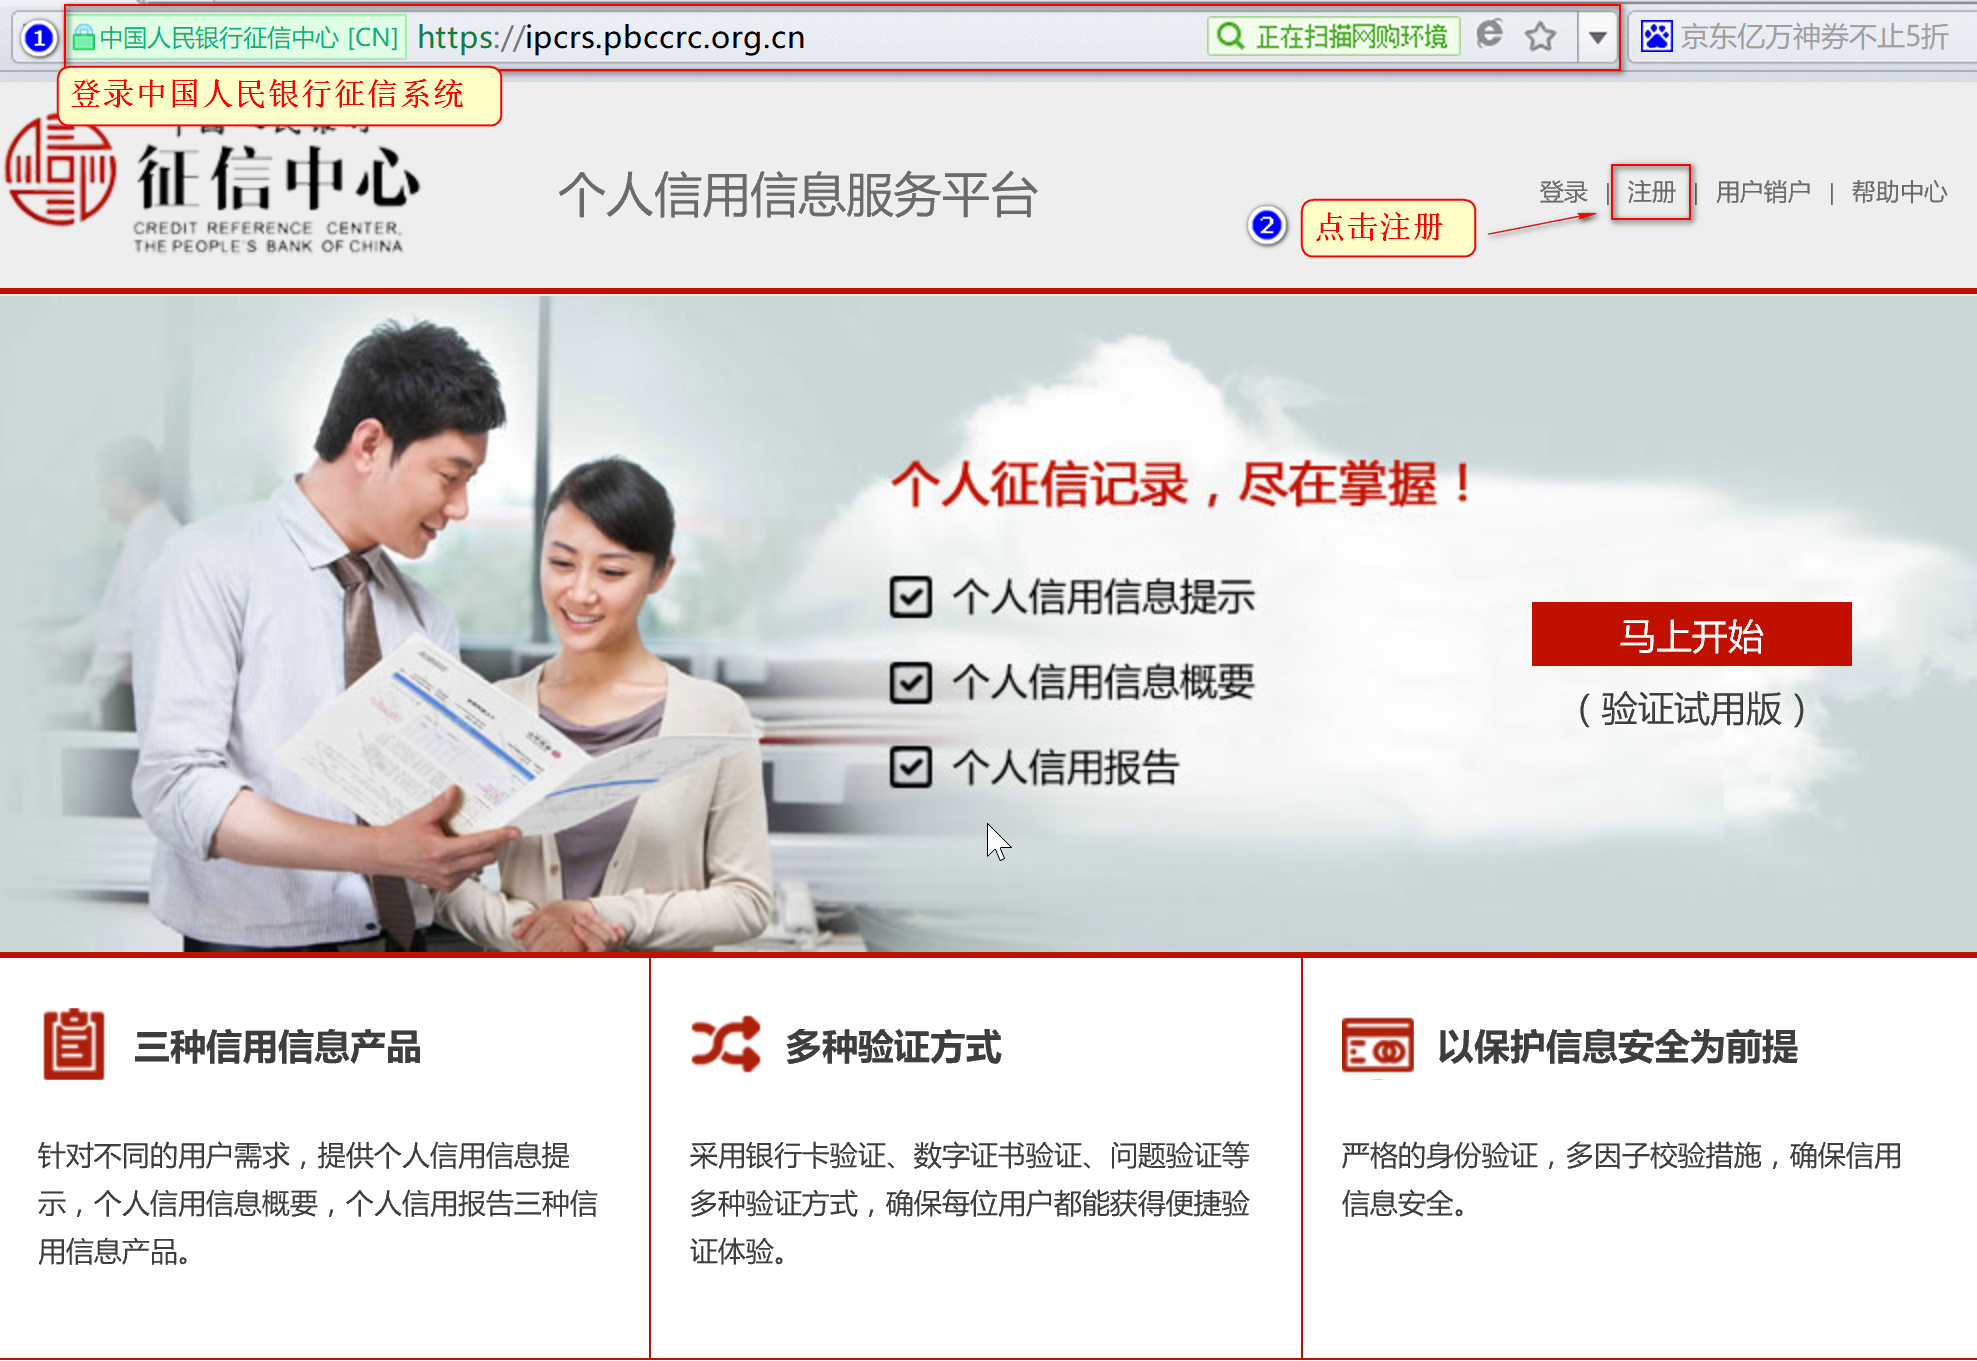 1
中国人民银行征信中心 [CN]
https://ipcrs.pbccrc.org.cn
正在扫描网购环境
京东亿万神券不止5折
登录中国人民银行征信系统
征信中心
CREDIT REFERENCE CENTER,
THE PEOPLE'S BANK OF CHINA
个人信用信息服务平台
登录 | 注册 | 用户销户 | 帮助中心
2
点击注册
个人征信记录，尽在掌握！
个人信用信息提示
个人信用信息概要
个人信用报告
马上开始
（验证试用版）
三种信用信息产品
针对不同的用户需求，提供个人信用信息提
示，个人信用信息概要，个人信用报告三种信
用信息产品。
多种验证方式
采用银行卡验证、数字证书验证、问题验证等
多种验证方式，确保每位用户都能获得便捷验
证体验。
以保护信息安全为前提
严格的身份验证，多因子校验措施，确保信用
信息安全。